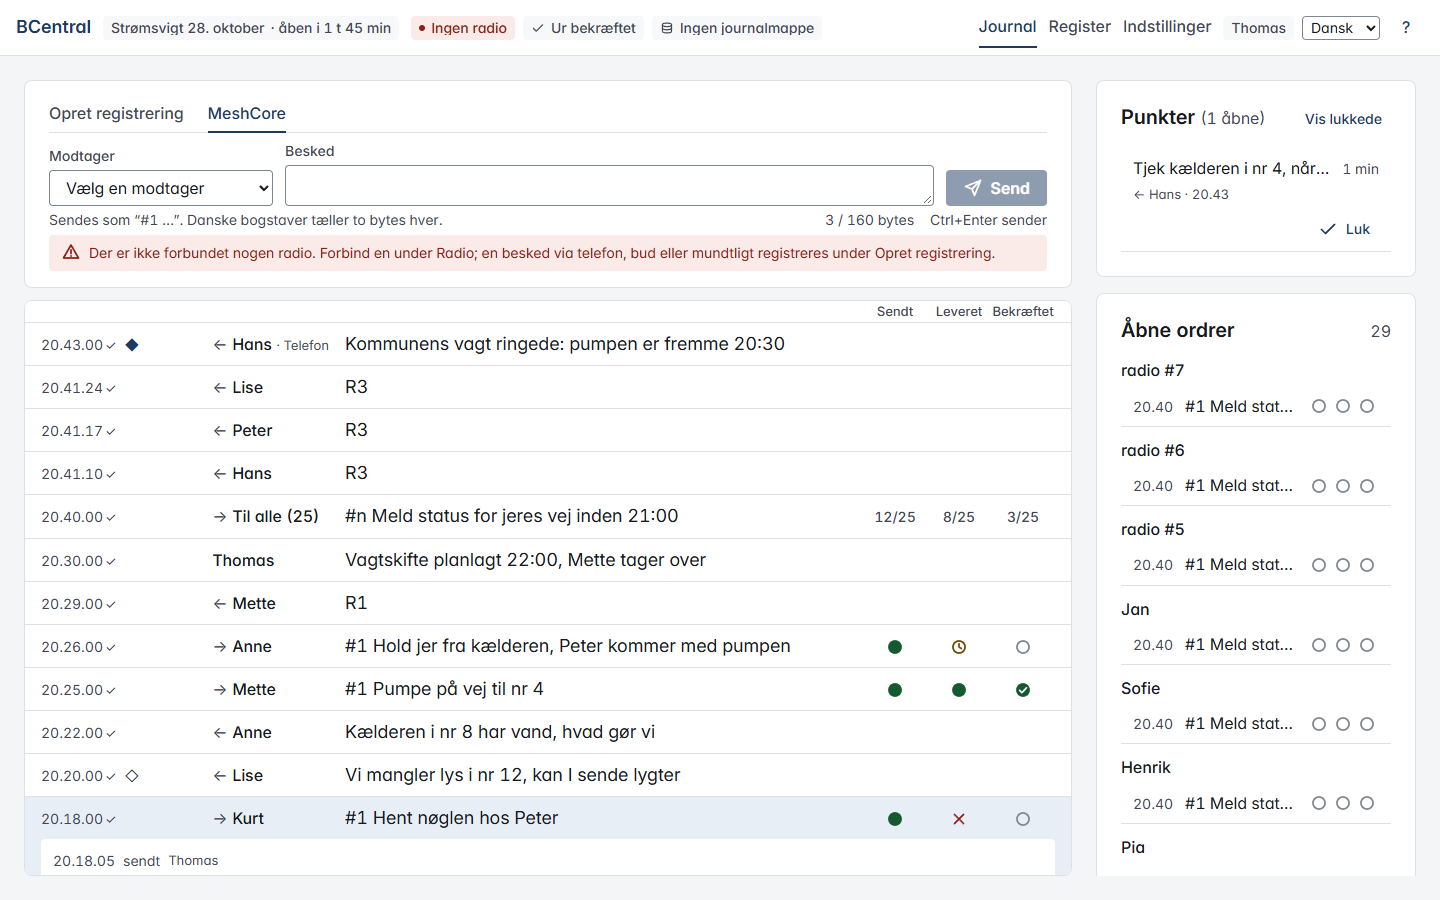 BCentral Strømsvigt 28. oktober · åben i 1 t 45 min Ingen radio Ur bekræftet Ingen journalmappe Journal Register Indstillinger Thomas Dansk ?
Opret registrering MeshCore
Modtager Besked
Vælg en modtager Send
Sendes som “#1 ...”. Danske bogstaver tæller to bytes hver. 3 / 160 bytes Ctrl+Enter sender
Der er ikke forbundet nogen radio. Forbind en under Radio; en besked via telefon, bud eller mundtligt registreres under Opret registrering.
Sendt Leveret Bekræftet
20.43.00 ✓ ◆ ← Hans · Telefon Kommunens vagt ringede: pumpen er fremme 20:30
20.41.24 ✓ ← Lise R3
20.41.17 ✓ ← Peter R3
20.41.10 ✓ ← Hans R3
20.40.00 ✓ → Til alle (25) #n Meld status for jeres vej inden 21:00 12/25 8/25 3/25
20.30.00 ✓ Thomas Vagtskifte planlagt 22:00, Mette tager over
20.29.00 ✓ ← Mette R1
20.26.00 ✓ → Anne #1 Hold jer fra kælderen, Peter kommer med pumpen
20.25.00 ✓ → Mette #1 Pumpe på vej til nr 4
20.22.00 ✓ ← Anne Kælderen i nr 8 har vand, hvad gør vi
20.20.00 ✓ ◇ ← Lise Vi mangler lys i nr 12, kan I sende lygter
20.18.00 ✓ → Kurt #1 Hent nøglen hos Peter
20.18.05 sendt Thomas
Punkter (1 åbne) Vis lukkede
Tjek kælderen i nr 4, når... 1 min
← Hans · 20.43
✓ Luk
Åbne ordrer 29
radio #7
20.40 #1 Meld stat...
radio #6
20.40 #1 Meld stat...
radio #5
20.40 #1 Meld stat...
Jan
20.40 #1 Meld stat...
Sofie
20.40 #1 Meld stat...
Henrik
20.40 #1 Meld stat...
Pia